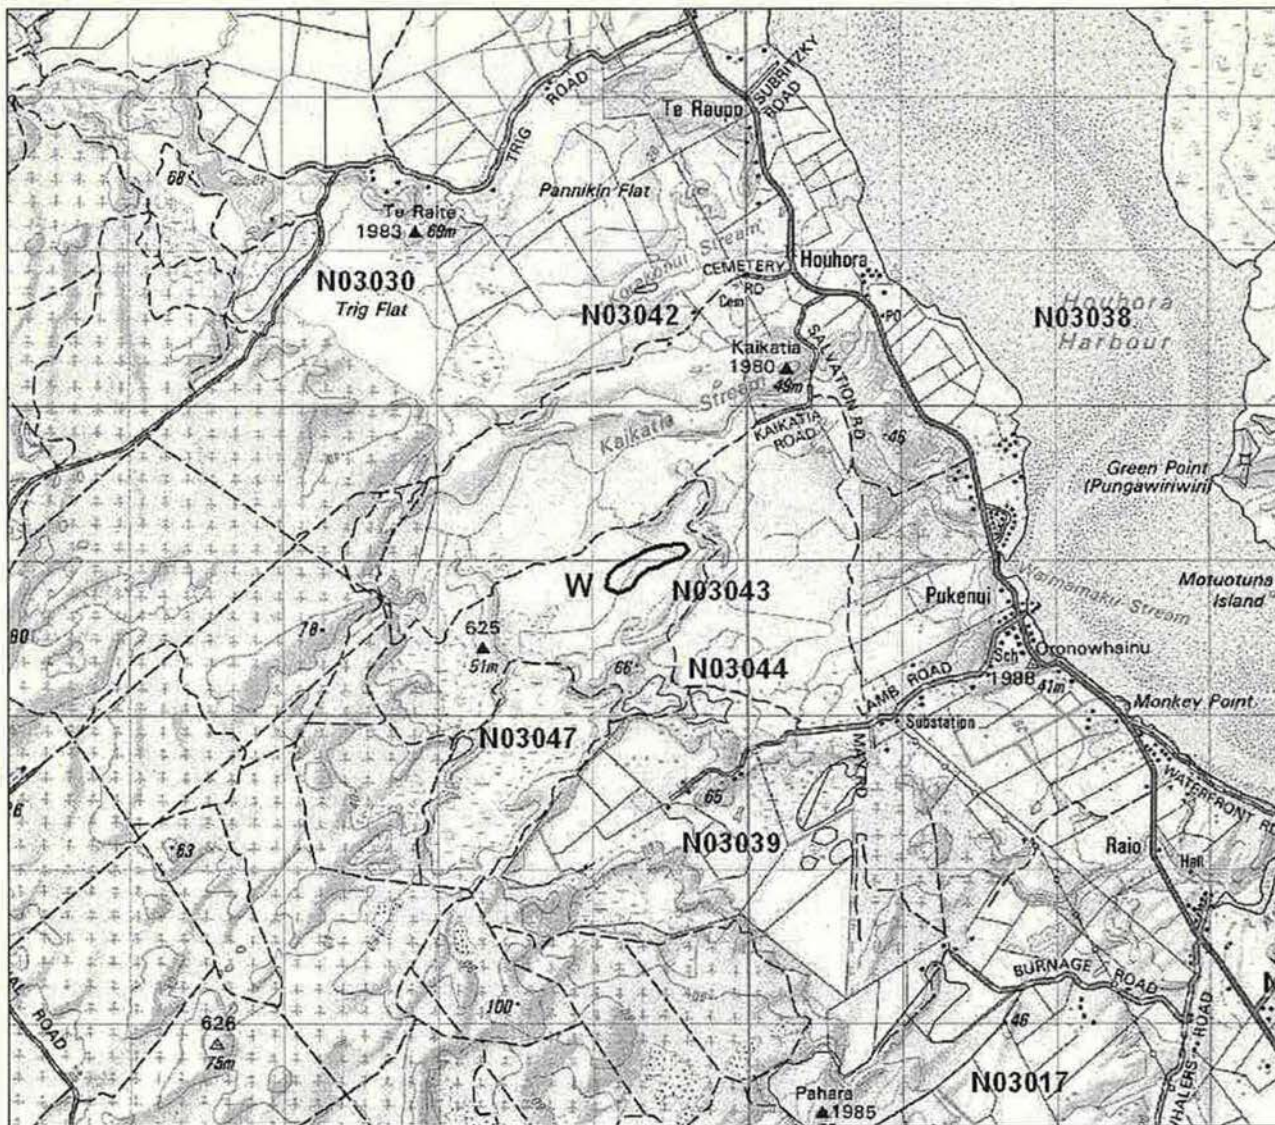 TRIG
ROAD
Te Raupo
SUBRITZKY
ROAD
68
Pannikin Flat
Te Raite
1983 69m
N03030
Trig Flat
Korakonui Stream
CEMETERY
RD
Cem
Houhora
PO
N03042
N03038
Houhora
Harbour
Kaikatia
1980
49m
SALVATION RD
Kaikatia Stream
KAIKATIA
ROAD
46
Green Point
(Pungawiriwiri)
W
N03043
Waimamaku Stream
Motuotuna
Island
Pukenui
80
78
625
51m
66
N03044
Sch
Oronowhainu
1988
41m
LAMB ROAD
Monkey Point
Substation
N03047
MAY RD
WATERFRONT RD
65
6
63
N03039
Raio
Hall
BURNAGE ROAD
100
46
AL ROAD
626
75m
N
N03017
WHALERS ROAD
Pahara
1985